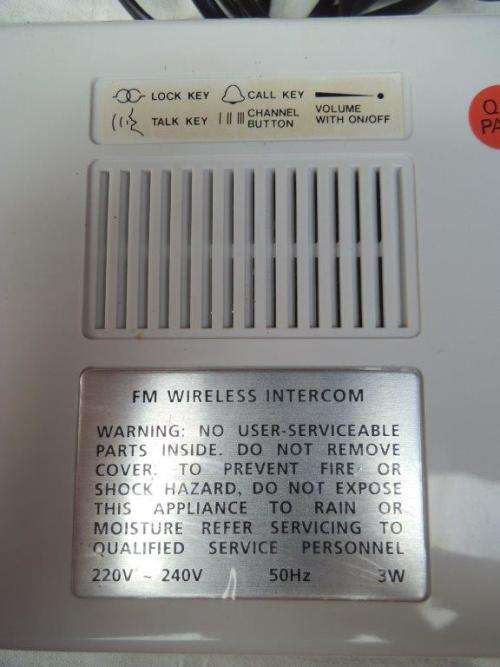 LOCK KEY CALL KEY VOLUME
WITH ON/OFF
TALK KEY CHANNEL
BUTTON
FM WIRELESS INTERCOM
WARNING: NO USER-SERVICEABLE
PARTS INSIDE. DO NOT REMOVE
COVER. TO PREVENT FIRE OR
SHOCK HAZARD, DO NOT EXPOSE
THIS APPLIANCE TO RAIN OR
MOISTURE REFER SERVICING TO
QUALIFIED SERVICE PERSONNEL
220V ~ 240V 50Hz 3W